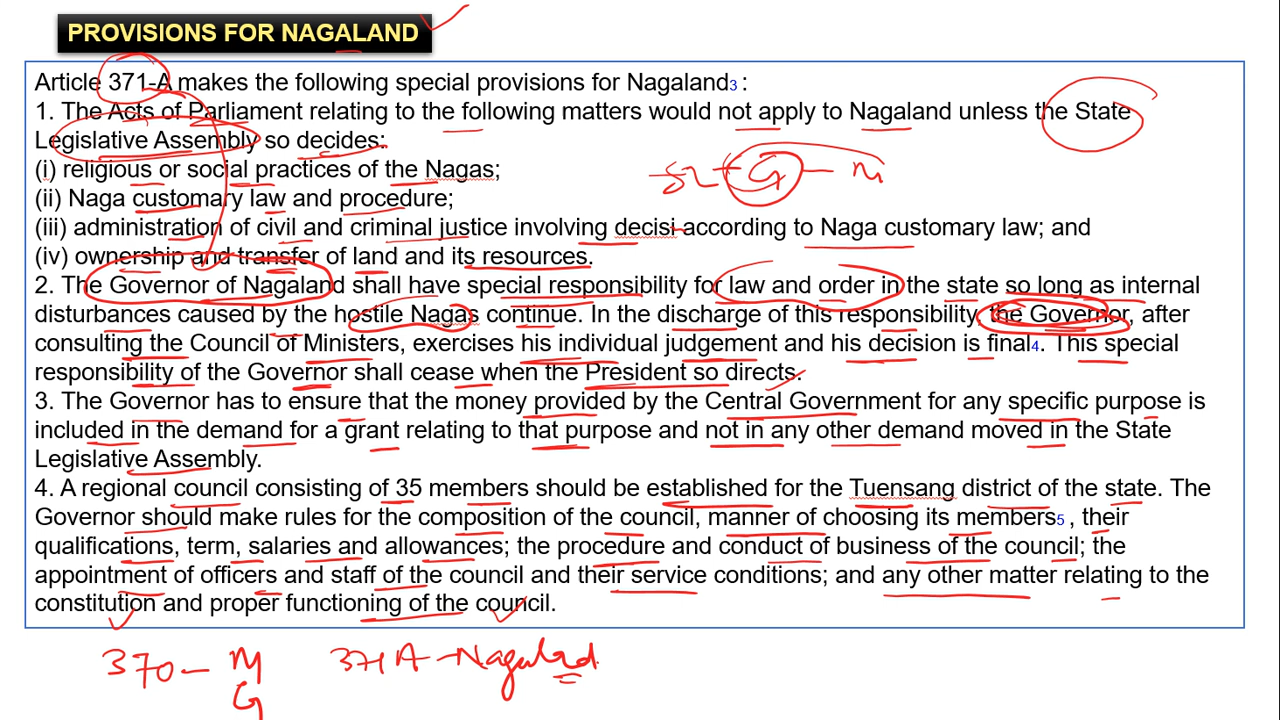 PROVISIONS FOR NAGALAND
Article 371-A makes the following special provisions for Nagaland3 :
1. The Acts of Parliament relating to the following matters would not apply to Nagaland unless the State
Legislative Assembly so decides:
(i) religious or social practices of the Nagas;
G - M
(ii) Naga customary law and procedure;
(iii) administration of civil and criminal justice involving decisi according to Naga customary law; and
(iv) ownership and transfer of land and its resources.
2. The Governor of Nagaland shall have special responsibility for law and order in the state so long as internal
disturbances caused by the hostile Nagas continue. In the discharge of this responsibility, the Governor, after
consulting the Council of Ministers, exercises his individual judgement and his decision is final4. This special
responsibility of the Governor shall cease when the President so directs.
3. The Governor has to ensure that the money provided by the Central Government for any specific purpose is
included in the demand for a grant relating to that purpose and not in any other demand moved in the State
Legislative Assembly.
4. A regional council consisting of 35 members should be established for the Tuensang district of the state. The
Governor should make rules for the composition of the council, manner of choosing its members5 , their
qualifications, term, salaries and allowances; the procedure and conduct of business of the council; the
appointment of officers and staff of the council and their service conditions; and any other matter relating to the
constitution and proper functioning of the council.
370 - M 371A - Nagalad
G